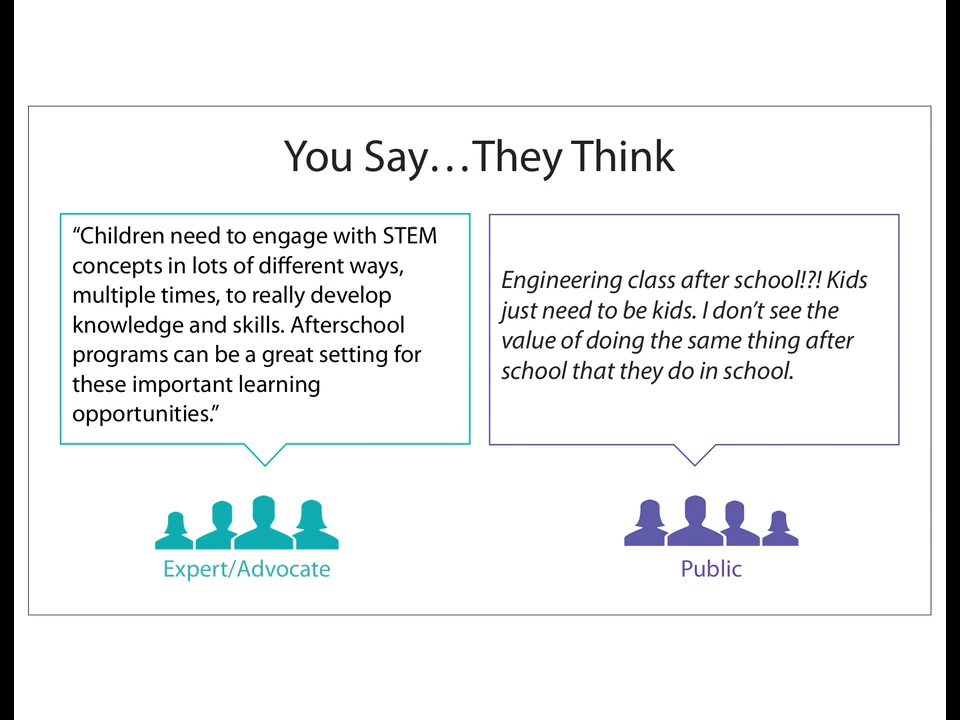 You Say…They Think
“Children need to engage with STEM
concepts in lots of different ways,
multiple times, to really develop
knowledge and skills. Afterschool
programs can be a great setting for
these important learning
opportunities.”
Engineering class after school!?! Kids
just need to be kids. I don’t see the
value of doing the same thing after
school that they do in school.
Expert/Advocate
Public